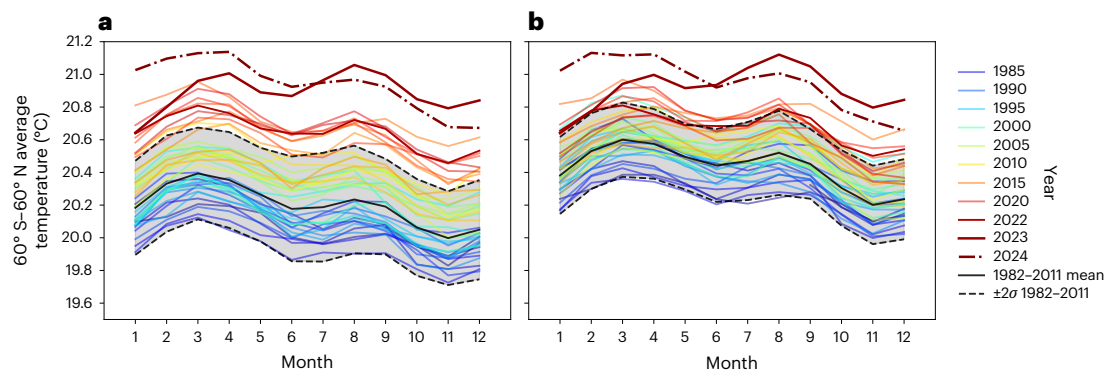 a
b
21.2
21.0
20.8
20.6
20.4
20.2
20.0
19.8
19.6
60° S–60° N average
temperature (°C)
1 2 3 4 5 6 7 8 9 10 11 12
Month
1 2 3 4 5 6 7 8 9 10 11 12
Month
1985
1990
1995
2000
2005
2010
2015
2020
2022
2023
2024
1982–2011 mean
±2σ 1982–2011
Year